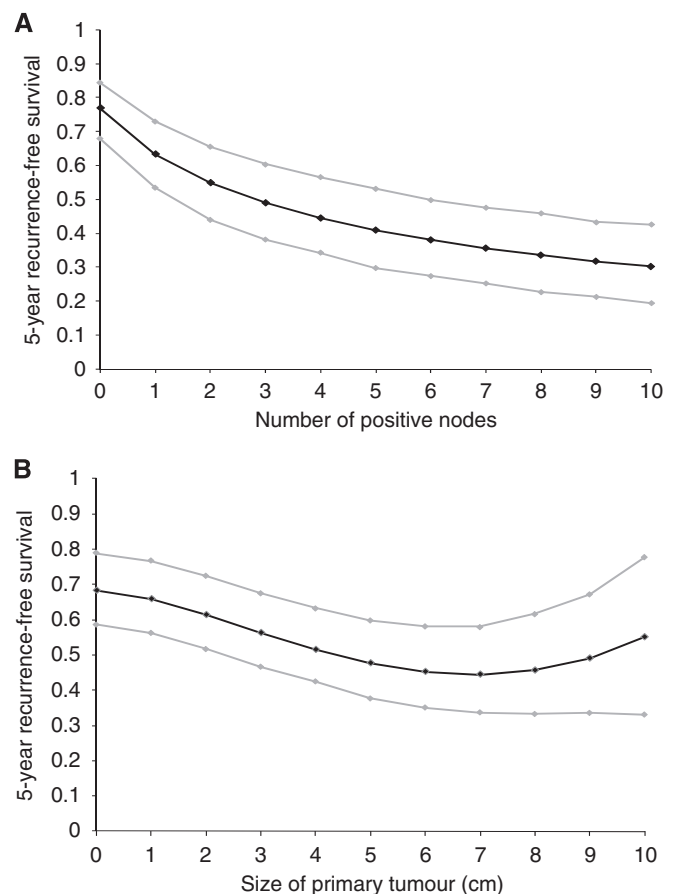 A
5-year recurrence-free survival
1
0.9
0.8
0.7
0.6
0.5
0.4
0.3
0.2
0.1
0
0 1 2 3 4 5 6 7 8 9 10
Number of positive nodes
B
5-year recurrence-free survival
1
0.9
0.8
0.7
0.6
0.5
0.4
0.3
0.2
0.1
0
0 1 2 3 4 5 6 7 8 9 10
Size of primary tumour (cm)